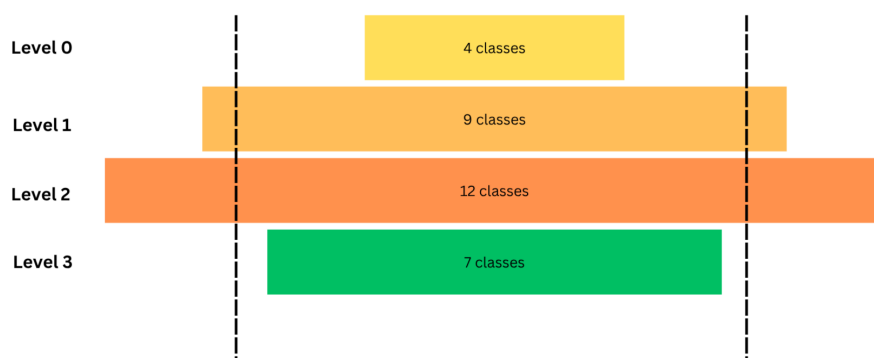 Level 0
4 classes
Level 1
9 classes
Level 2
12 classes
Level 3
7 classes